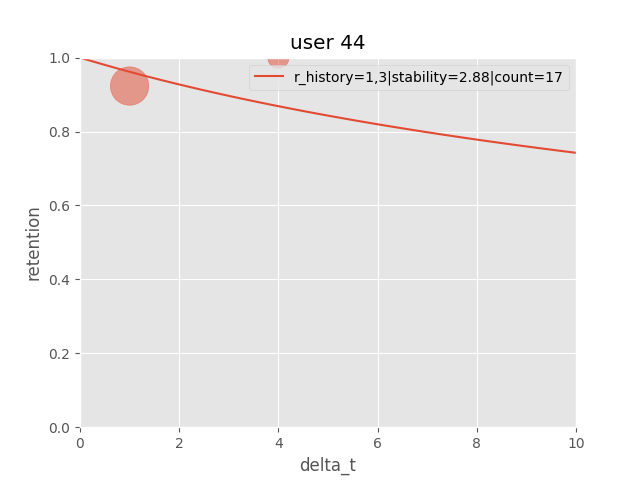 user 44
r_history=1,3|stability=2.88|count=17
1.0
0.8
0.6
0.4
0.2
0.0
retention
0 2 4 6 8 10
delta_t